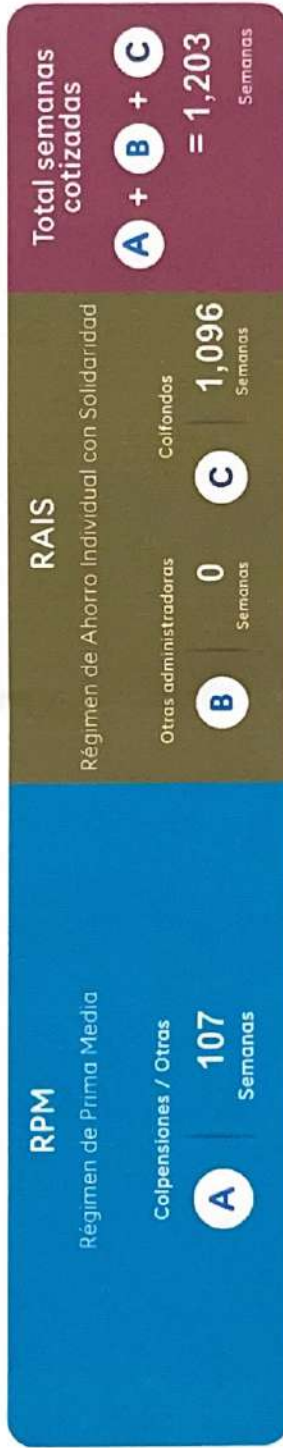 RPM
Régimen de Prima Media
Colpensiones / Otras
A
107
Semanas
RAIS
Régimen de Ahorro Individual con Solidaridad
Otras administradoras
B
0
Semanas
Colfondos
C
1,096
Semanas
Total semanas
cotizadas
A + B + C
= 1,203
Semanas